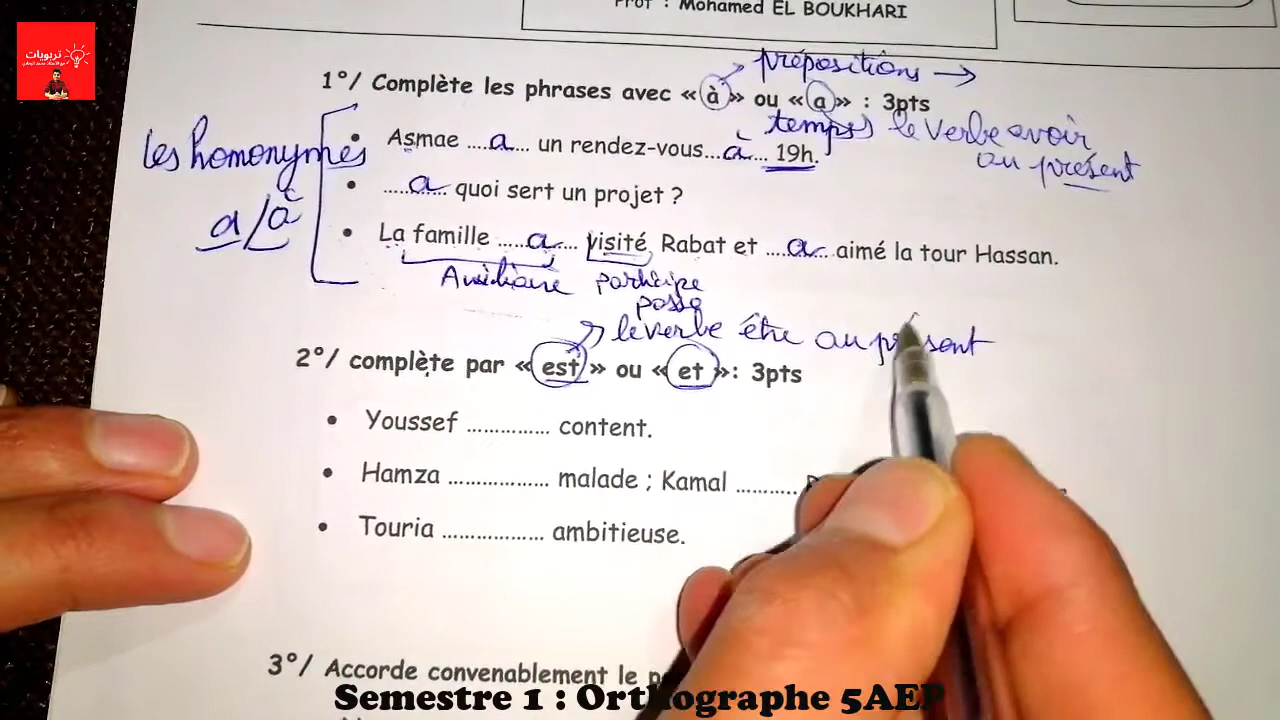 Prof : Mohamed EL BOUKHARI
تربويات
prépositions →
1°/ Complète les phrases avec « à » ou « a » : 3pts
temps le verbe avoir
au présent
les homonymes
a/à
• Asmae ....a.... un rendez-vous...à... 19h.
• .....a..... quoi sert un projet ?
• La famille .....a.... visité Rabat et ....a... aimé la tour Hassan.
Auxiliaire participe
passé
le verbe être au présent
2°/ complète par « est » ou « et »: 3pts
• Youssef ............... content.
• Hamza .................. malade ; Kamal ..........
• Touria .................. ambitieuse.
3°/ Accorde convenablement le
Semestre 1 : Orthographe 5AEP